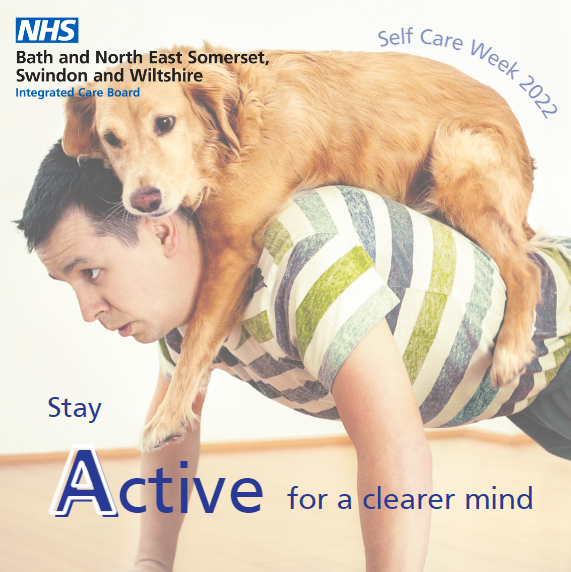 NHS
Bath and North East Somerset,
Swindon and Wiltshire
Integrated Care Board
Self Care Week 2022
Stay
Active for a clearer mind